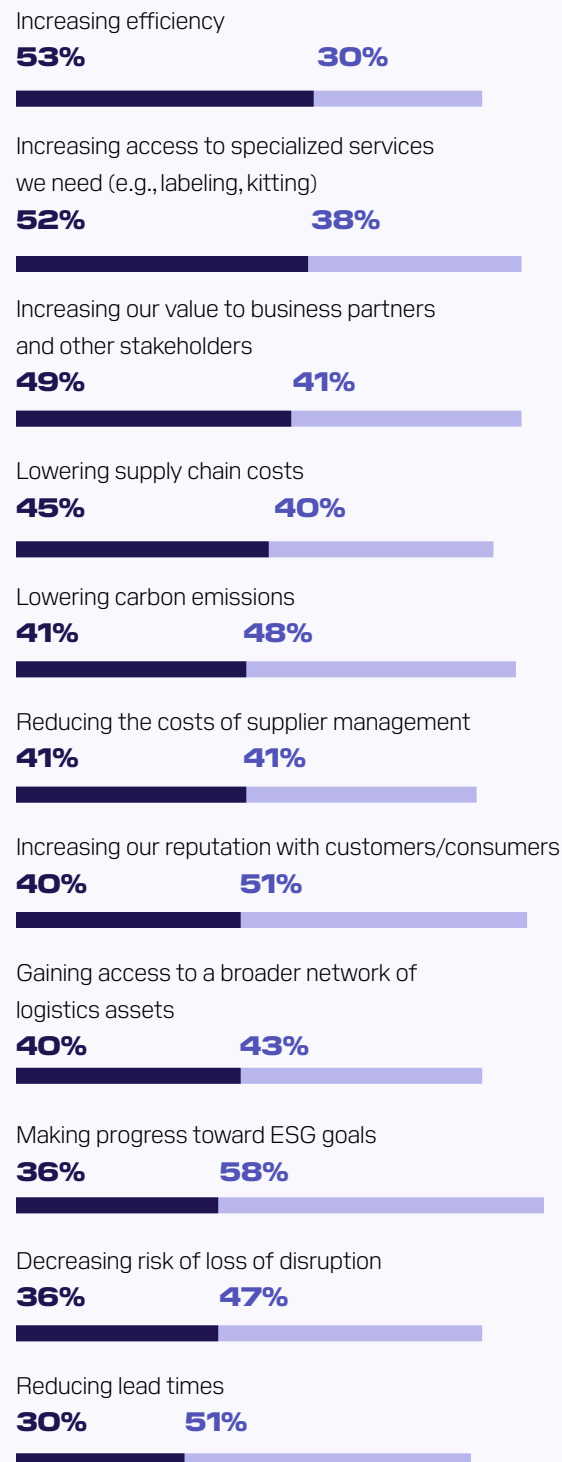 Increasing efficiency
53% 30%
Increasing access to specialized services
we need (e.g., labeling, kitting)
52% 38%
Increasing our value to business partners
and other stakeholders
49% 41%
Lowering supply chain costs
45% 40%
Lowering carbon emissions
41% 48%
Reducing the costs of supplier management
41% 41%
Increasing our reputation with customers/consumers
40% 51%
Gaining access to a broader network of
logistics assets
40% 43%
Making progress toward ESG goals
36% 58%
Decreasing risk of loss of disruption
36% 47%
Reducing lead times
30% 51%